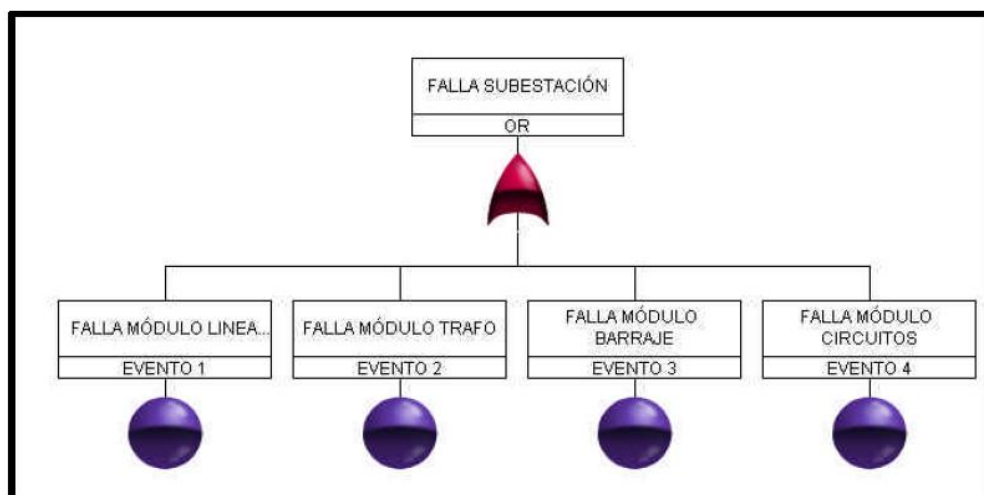 FALLA SUBESTACIÓN
OR
FALLA MÓDULO LINEA...
EVENTO 1
FALLA MÓDULO TRAFO
EVENTO 2
FALLA MÓDULO
BARRAJE
EVENTO 3
FALLA MÓDULO
CIRCUITOS
EVENTO 4